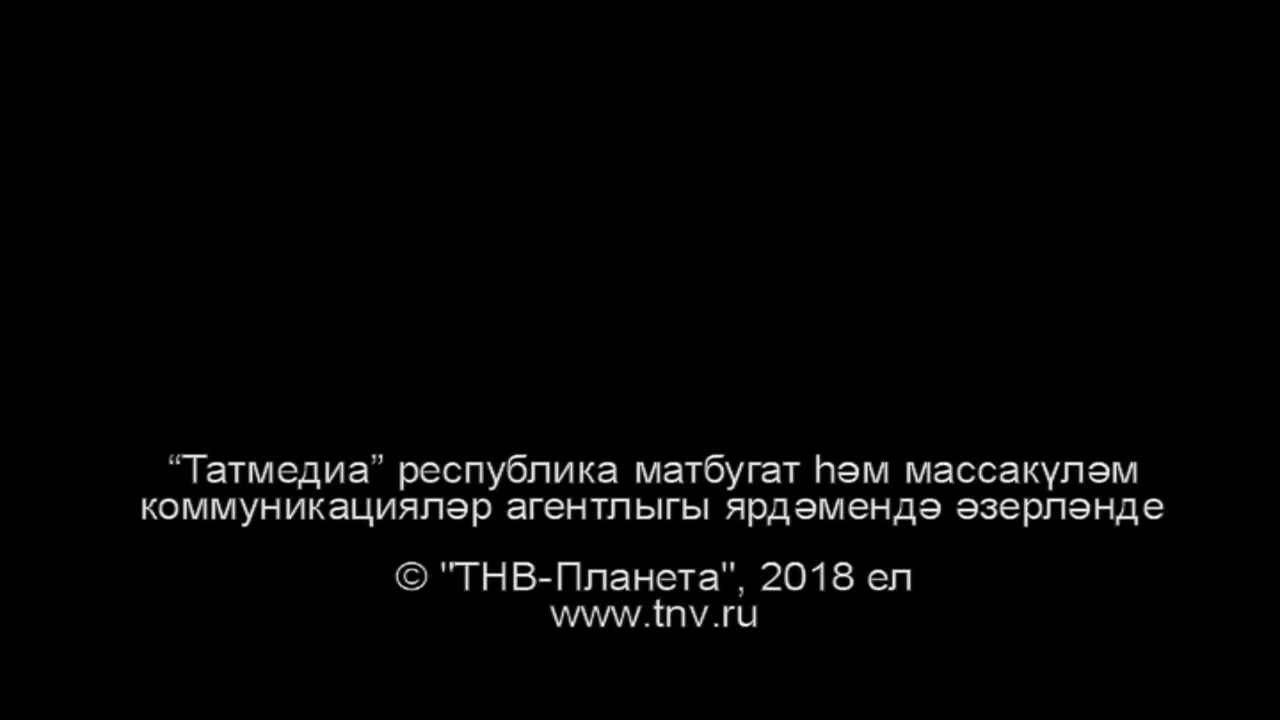 “Татмедиа” республика матбугат һәм массакүләм
коммуникацияләр агентлыгы ярдәмендә әзерләнде
© "ТНВ-Планета", 2018 ел
www.tnv.ru